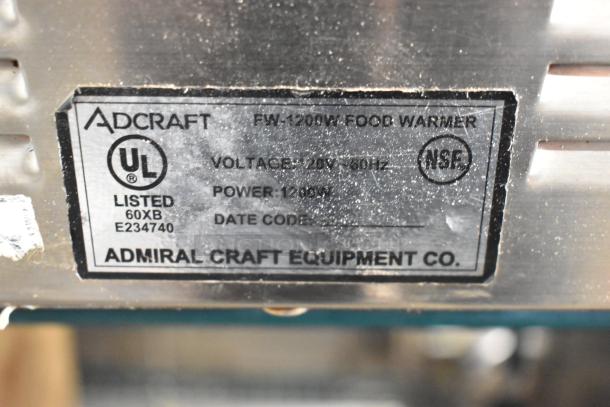 ADCRAFT FW-1200W FOOD WARMER
UL
®
LISTED
60XB
E234740
VOLTAGE: 120V ~60Hz
NSF
POWER: 1200W
DATE CODE:
ADMIRAL CRAFT EQUIPMENT CO.